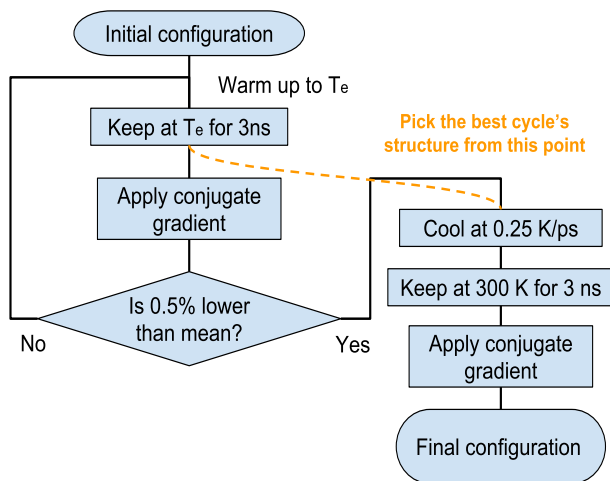 Initial configuration
Warm up to Te
Keep at Te for 3ns
Pick the best cycle's
structure from this point
Apply conjugate
gradient
Cool at 0.25 K/ps
Keep at 300 K for 3 ns
Is 0.5% lower
than mean?
No
Yes
Apply conjugate
gradient
Final configuration